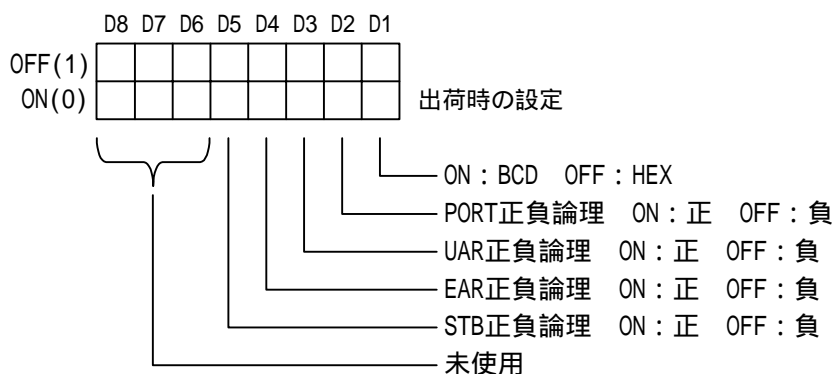 D8 D7 D6 D5 D4 D3 D2 D1
OFF(1)
ON(0) 出荷時の設定
ON：BCD OFF：HEX
PORT正負論理 ON：正 OFF：負
UAR正負論理 ON：正 OFF：負
EAR正負論理 ON：正 OFF：負
STB正負論理 ON：正 OFF：負
未使用